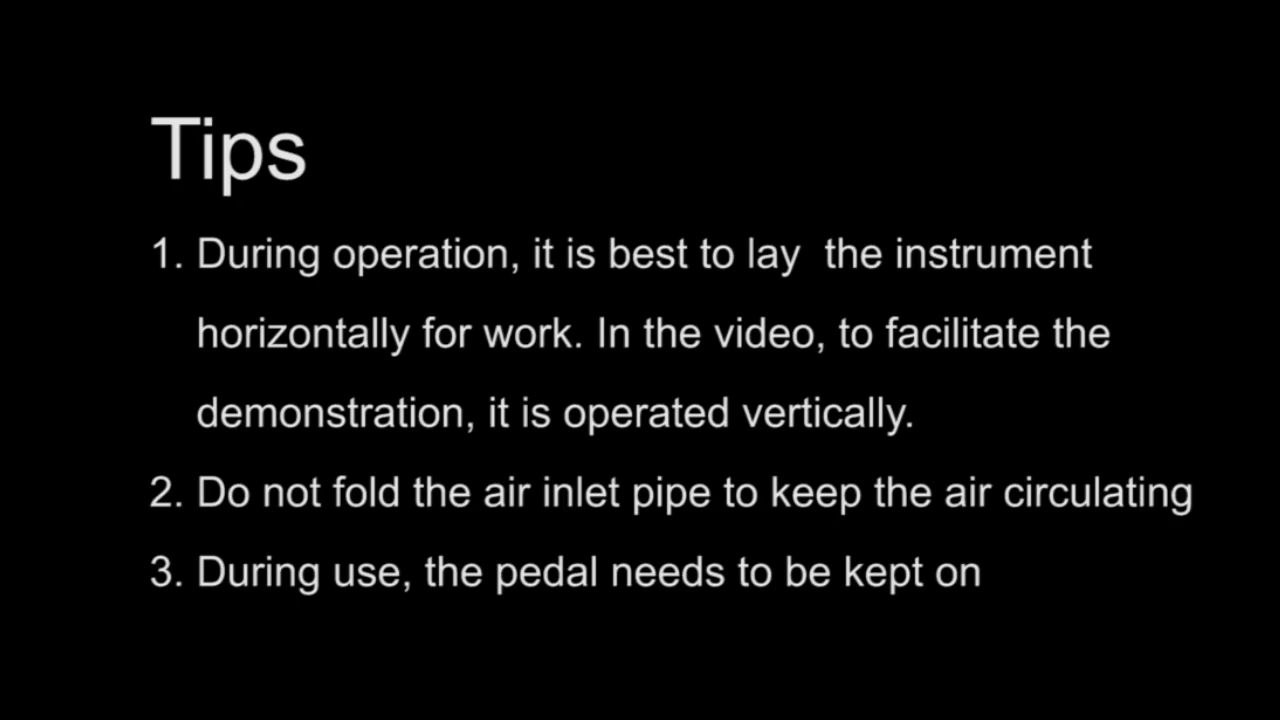 Tips
1. During operation, it is best to lay  the instrument
horizontally for work. In the video, to facilitate the
demonstration, it is operated vertically.
2. Do not fold the air inlet pipe to keep the air circulating
3. During use, the pedal needs to be kept on